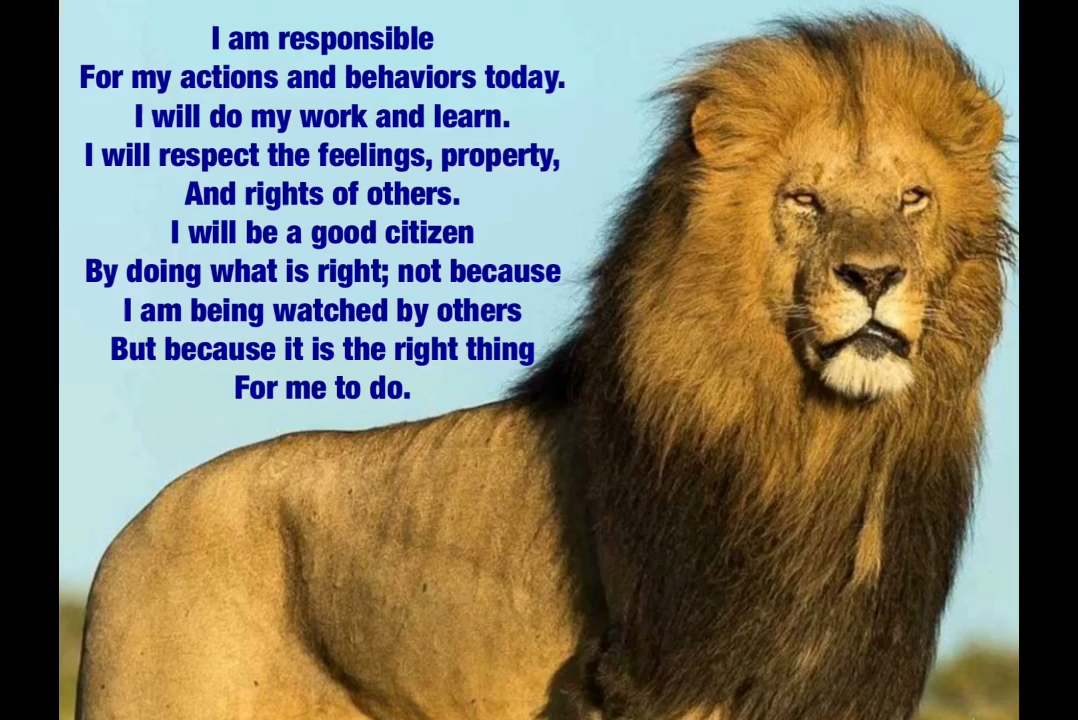 I am responsible
For my actions and behaviors today.
I will do my work and learn.
I will respect the feelings, property,
And rights of others.
I will be a good citizen
By doing what is right; not because
I am being watched by others
But because it is the right thing
For me to do.